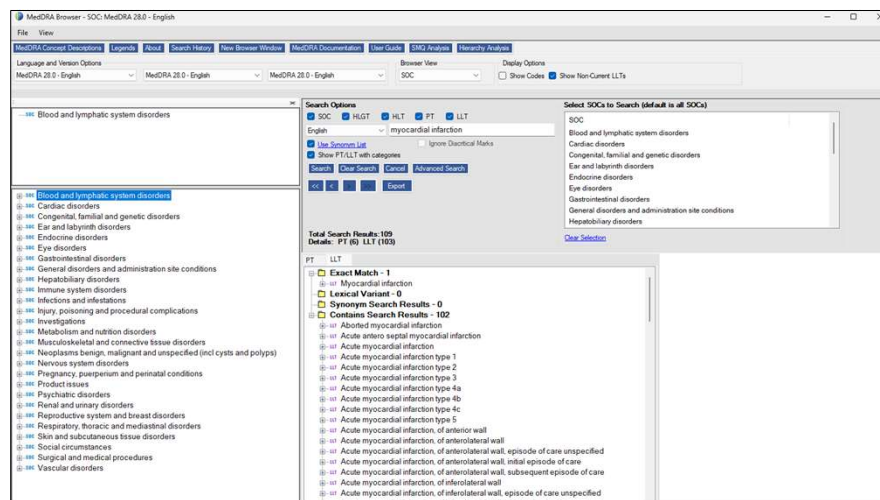 MedDRA Browser - SOC: MedDRA 28.0 - English
File View
MedDRA Concept Descriptions Legends About Search History New Browser Window MedDRA Documentation User Guide SMQ Analysis Hierarchy Analysis
Language and Version Options
MedDRA 28.0 - English MedDRA 28.0 - English MedDRA 28.0 - English
Browser View
SOC
Display Options
Show Codes Show Non-Current LLTs
SOC Blood and lymphatic system disorders
SOC Blood and lymphatic system disorders
SOC Cardiac disorders
SOC Congenital, familial and genetic disorders
SOC Ear and labyrinth disorders
SOC Endocrine disorders
SOC Eye disorders
SOC Gastrointestinal disorders
SOC General disorders and administration site conditions
SOC Hepatobiliary disorders
SOC Immune system disorders
SOC Infections and infestations
SOC Injury, poisoning and procedural complications
SOC Investigations
SOC Metabolism and nutrition disorders
SOC Musculoskeletal and connective tissue disorders
SOC Neoplasms benign, malignant and unspecified (incl cysts and polyps)
SOC Nervous system disorders
SOC Pregnancy, puerperium and perinatal conditions
SOC Product issues
SOC Psychiatric disorders
SOC Renal and urinary disorders
SOC Reproductive system and breast disorders
SOC Respiratory, thoracic and mediastinal disorders
SOC Skin and subcutaneous tissue disorders
SOC Social circumstances
SOC Surgical and medical procedures
SOC Vascular disorders
Search Options
SOC HLGT HLT PT LLT
English myocardial infarction
Use Synonym List Ignore Diacritical Marks
Show PT/LLT with categories
Search Clear Search Cancel Advanced Search
<< < > >> Export
Total Search Results:109
Details: PT (6) LLT (103)
Select SOCs to Search (default is all SOCs)
SOC
Blood and lymphatic system disorders
Cardiac disorders
Congenital, familial and genetic disorders
Ear and labyrinth disorders
Endocrine disorders
Eye disorders
Gastrointestinal disorders
General disorders and administration site conditions
Hepatobiliary disorders
Clear Selection
PT LLT
Exact Match - 1
LLT Myocardial infarction
Lexical Variant - 0
Synonym Search Results - 0
Contains Search Results - 102
LLT Aborted myocardial infarction
LLT Acute antero septal myocardial infarction
LLT Acute myocardial infarction
LLT Acute myocardial infarction type 1
LLT Acute myocardial infarction type 2
LLT Acute myocardial infarction type 3
LLT Acute myocardial infarction type 4a
LLT Acute myocardial infarction type 4b
LLT Acute myocardial infarction type 4c
LLT Acute myocardial infarction type 5
LLT Acute myocardial infarction, of anterior wall
LLT Acute myocardial infarction, of anterolateral wall
LLT Acute myocardial infarction, of anterolateral wall, episode of care unspecified
LLT Acute myocardial infarction, of anterolateral wall, initial episode of care
LLT Acute myocardial infarction, of anterolateral wall, subsequent episode of care
LLT Acute myocardial infarction, of inferolateral wall
LLT Acute myocardial infarction, of inferolateral wall, episode of care unspecified